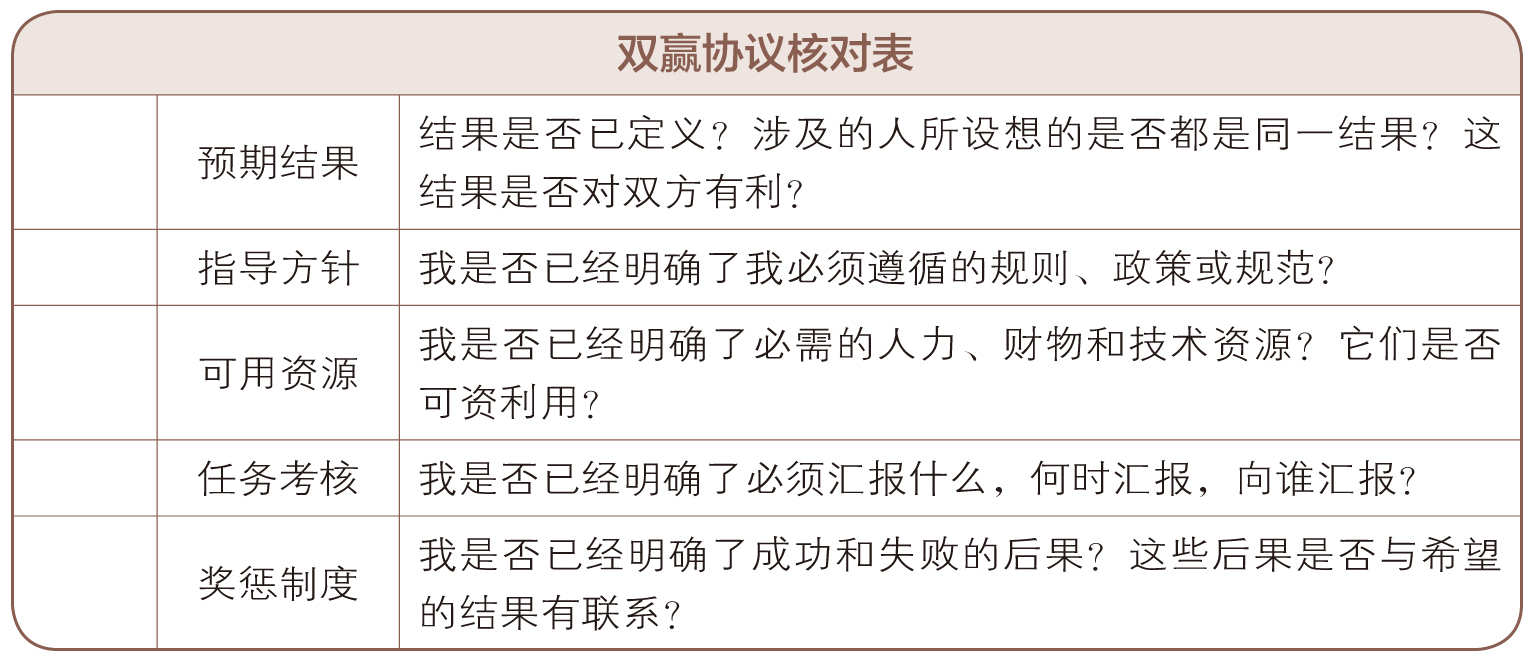 双赢协议核对表
预期结果
结果是否已定义？涉及的人所设想的是否都是同一结果？这
结果是否对双方有利？
指导方针
我是否已经明确了我必须遵循的规则、政策或规范？
可用资源
我是否已经明确了必需的人力、财物和技术资源？它们是否
可资利用？
任务考核
我是否已经明确了必须汇报什么，何时汇报，向谁汇报？
奖惩制度
我是否已经明确了成功和失败的后果？这些后果是否与希望
的结果有联系？